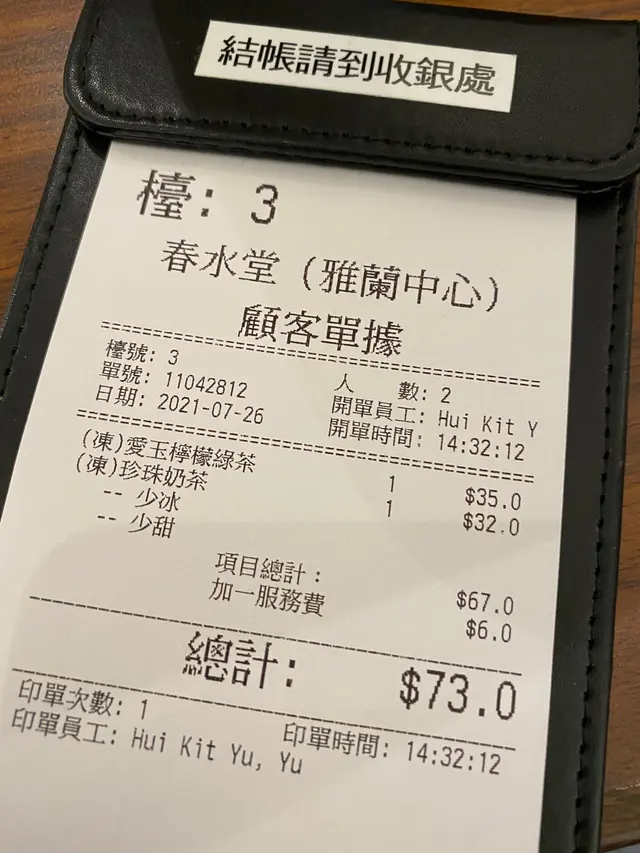 結帳請到收銀處
檯: 3
春水堂 (雅蘭中心)
顧客單據
檯號: 3 人 數: 2
單號: 11042812 開單員工: Hui Kit Y
日期: 2021-07-26 開單時間: 14:32:12
(凍)愛玉檸檬綠茶 1 $35.0
(凍)珍珠奶茶 1 $32.0
-- 少冰
-- 少甜
項目總計: $67.0
加一服務費 $6.0
總計: $73.0
印單次數: 1 印單時間: 14:32:12
印單員工: Hui Kit Yu, Yu